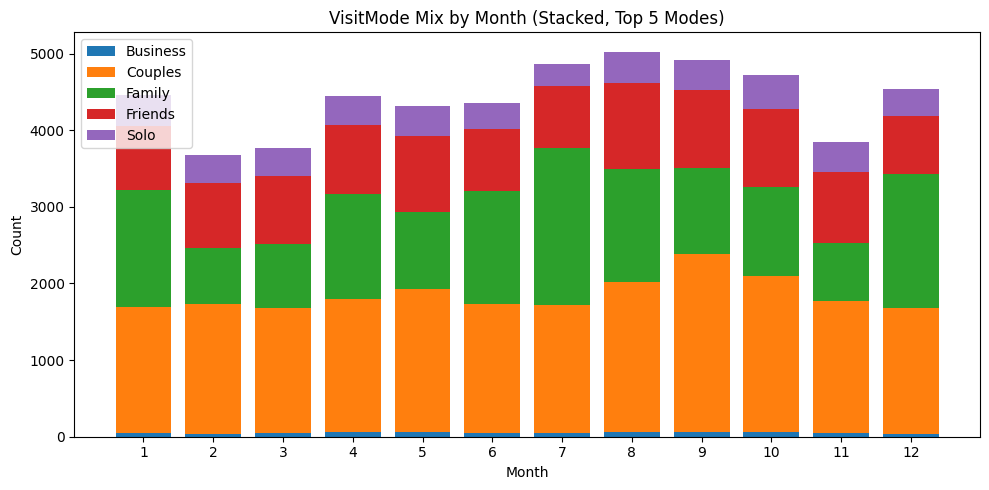 VisitMode Mix by Month (Stacked, Top 5 Modes)
Business
Couples
Family
Friends
Solo
Count
5000
4000
3000
2000
1000
0
1 2 3 4 5 6 7 8 9 10 11 12
Month